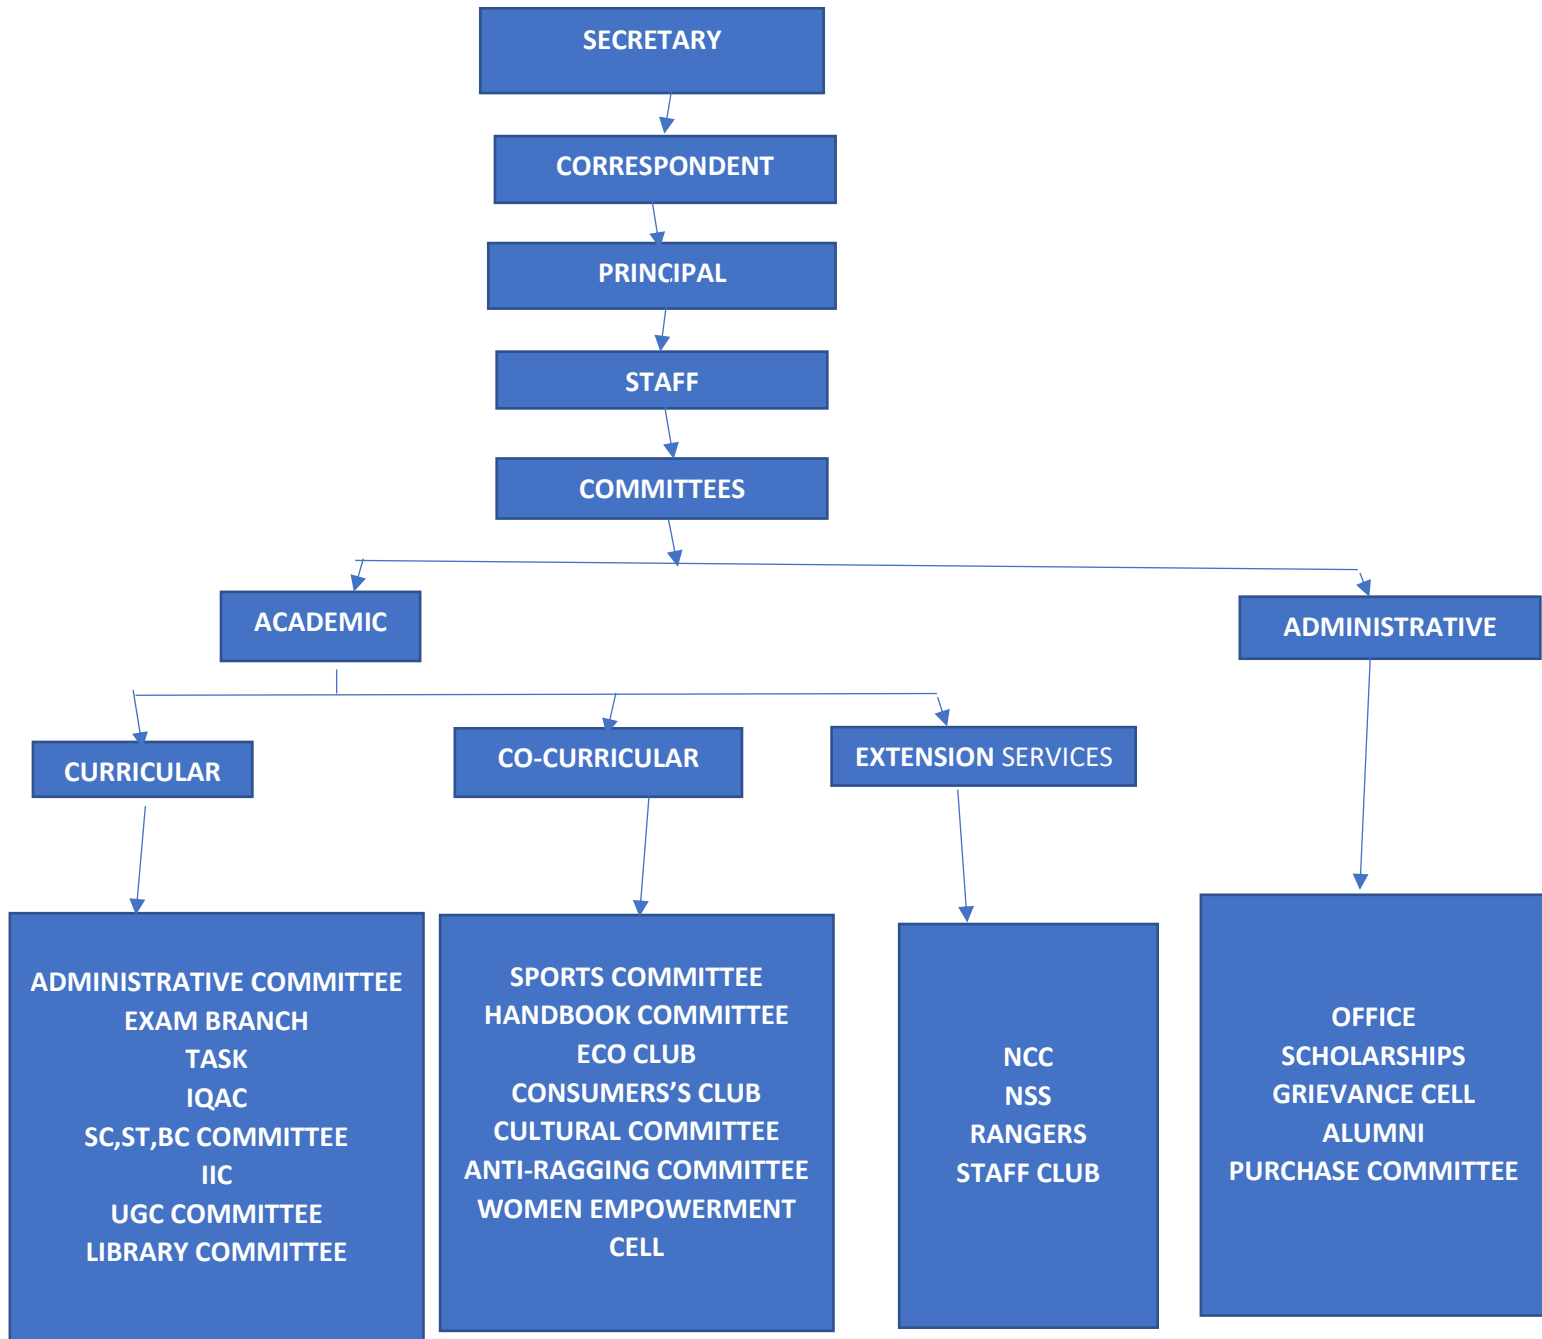 SECRETARY
CORRESPONDENT
PRINCIPAL
STAFF
COMMITTEES
ACADEMIC
ADMINISTRATIVE
CURRICULAR
CO-CURRICULAR
EXTENSION SERVICES
ADMINISTRATIVE COMMITTEE
EXAM BRANCH
TASK
IQAC
SC,ST,BC COMMITTEE
IIC
UGC COMMITTEE
LIBRARY COMMITTEE
SPORTS COMMITTEE
HANDBOOK COMMITTEE
ECO CLUB
CONSUMERS’S CLUB
CULTURAL COMMITTEE
ANTI-RAGGING COMMITTEE
WOMEN EMPOWERMENT
CELL
NCC
NSS
RANGERS
STAFF CLUB
OFFICE
SCHOLARSHIPS
GRIEVANCE CELL
ALUMNI
PURCHASE COMMITTEE